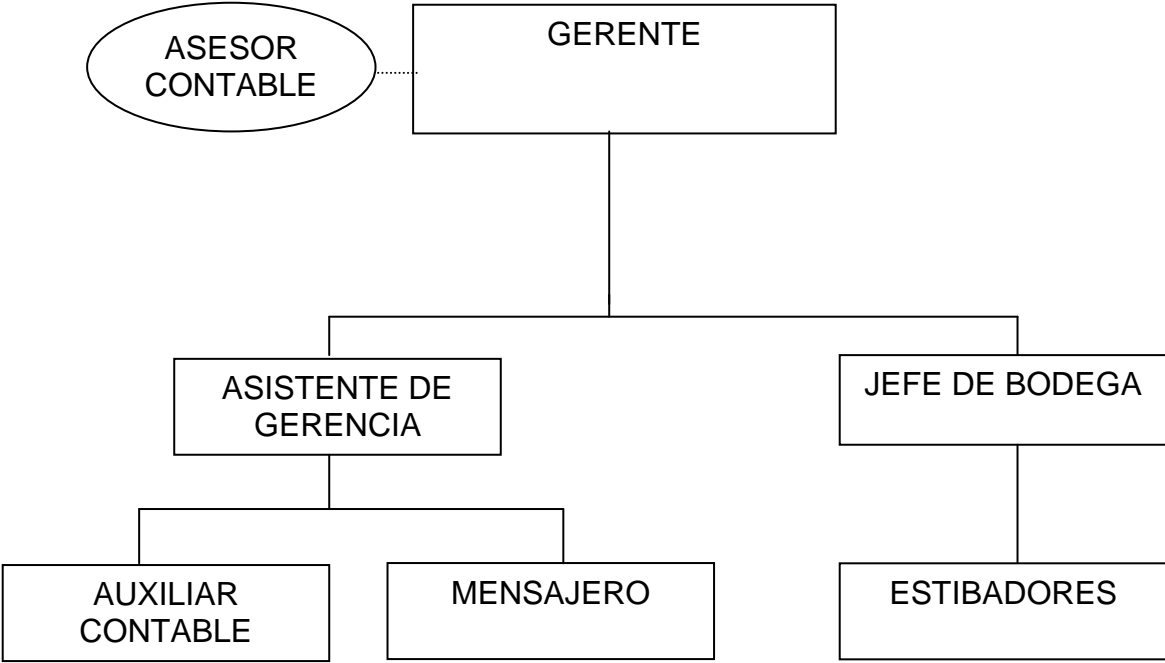 ASESOR
CONTABLE
GERENTE
ASISTENTE DE
GERENCIA
JEFE DE BODEGA
AUXILIAR
CONTABLE
MENSAJERO
ESTIBADORES